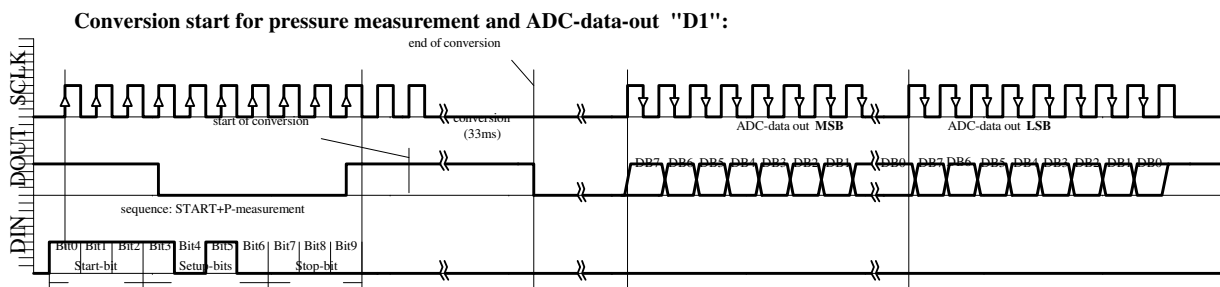 Conversion start for pressure measurement and ADC-data-out "D1":
end of conversion
SCLK
start of conversion
conversion
(33ms)
ADC-data out MSB
ADC-data out LSB
DOUT
DB7 DB6 DB5 DB4 DB3 DB2 DB1 DB0 DB7 DB6 DB5 DB4 DB3 DB2 DB1 DB0
sequence: START+P-measurement
DIN
Bit0 Bit1 Bit2 Bit3 Bit4 Bit5 Bit6 Bit7 Bit8 Bit9
Start-bit Setup-bits Stop-bit